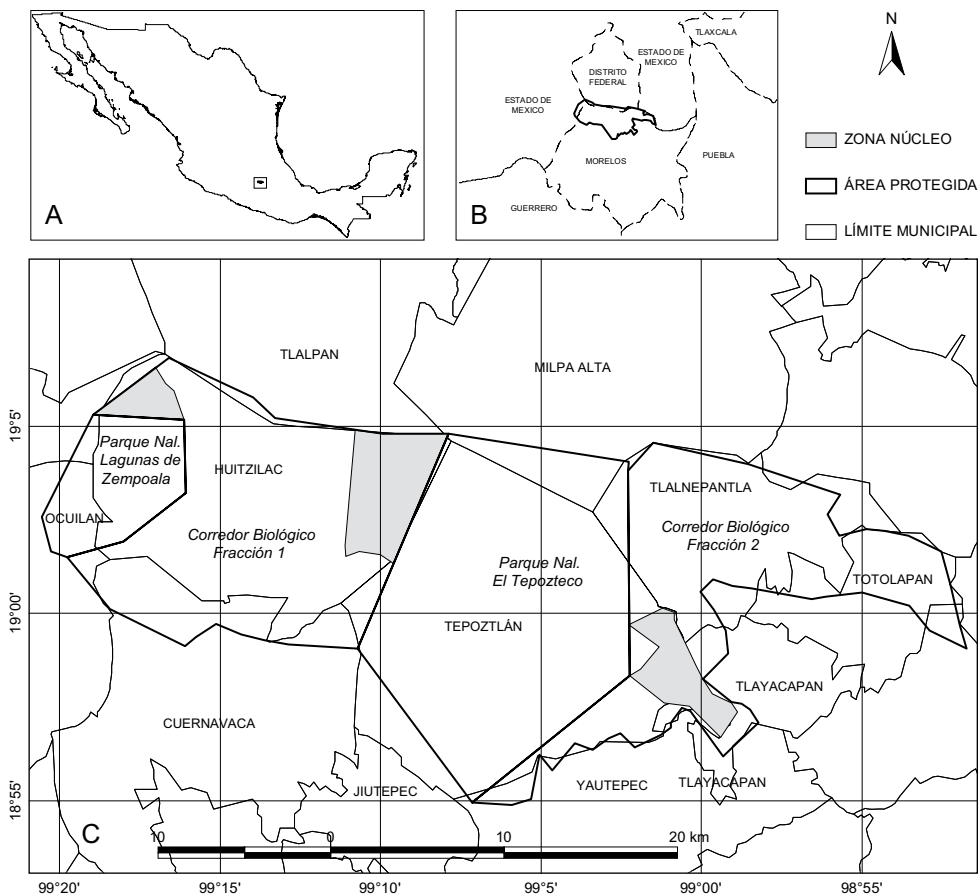 A
TLAXCALA
ESTADO DE
MEXICO
DISTRITO
FEDERAL
ESTADO DE
MEXICO
MORELOS
PUEBLA
GUERRERO
B
N
ZONA NÚCLEO
ÁREA PROTEGIDA
LÍMITE MUNICIPAL
TLALPAN
MILPA ALTA
19°5'
Parque Nal.
Lagunas de
Zempoala
HUITZILAC
TLALNEPANTLA
OCUILAN
Corredor Biológico
Fracción 1
Corredor Biológico
Fracción 2
Parque Nal.
El Tepozteco
TOTOLAPAN
19°00'
TEPOZTLÁN
TLAYACAPAN
CUERNAVACA
JIUTEPEC
YAUTEPEC
TLAYACAPAN
18°55'
C
10 0 10 20 km
99°20' 99°15' 99°10' 99°5' 99°00' 98°55'